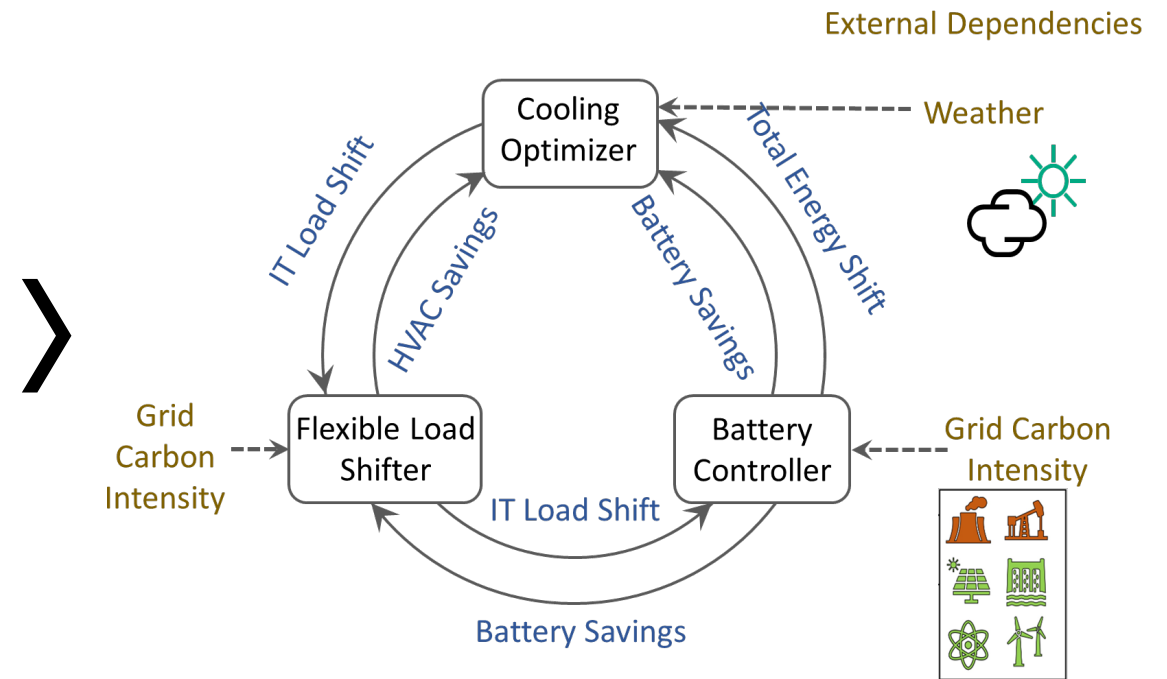 External Dependencies
Cooling
Optimizer
Weather
IT Load Shift
HVAC Savings
Battery Savings
Total Energy Shift
Grid
Carbon
Intensity
Flexible Load
Shifter
Battery
Controller
Grid Carbon
Intensity
IT Load Shift
Battery Savings